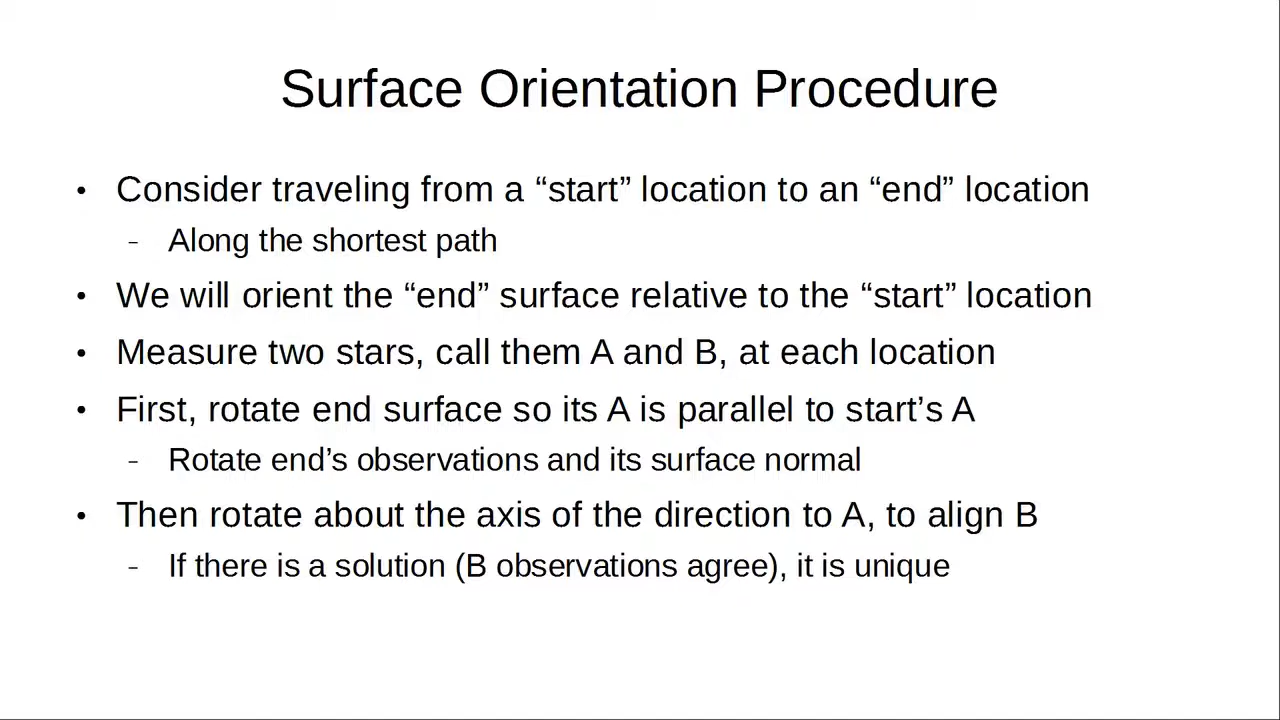 Surface Orientation Procedure
• Consider traveling from a “start” location to an “end” location
– Along the shortest path
• We will orient the “end” surface relative to the “start” location
• Measure two stars, call them A and B, at each location
• First, rotate end surface so its A is parallel to start’s A
– Rotate end’s observations and its surface normal
• Then rotate about the axis of the direction to A, to align B
– If there is a solution (B observations agree), it is unique